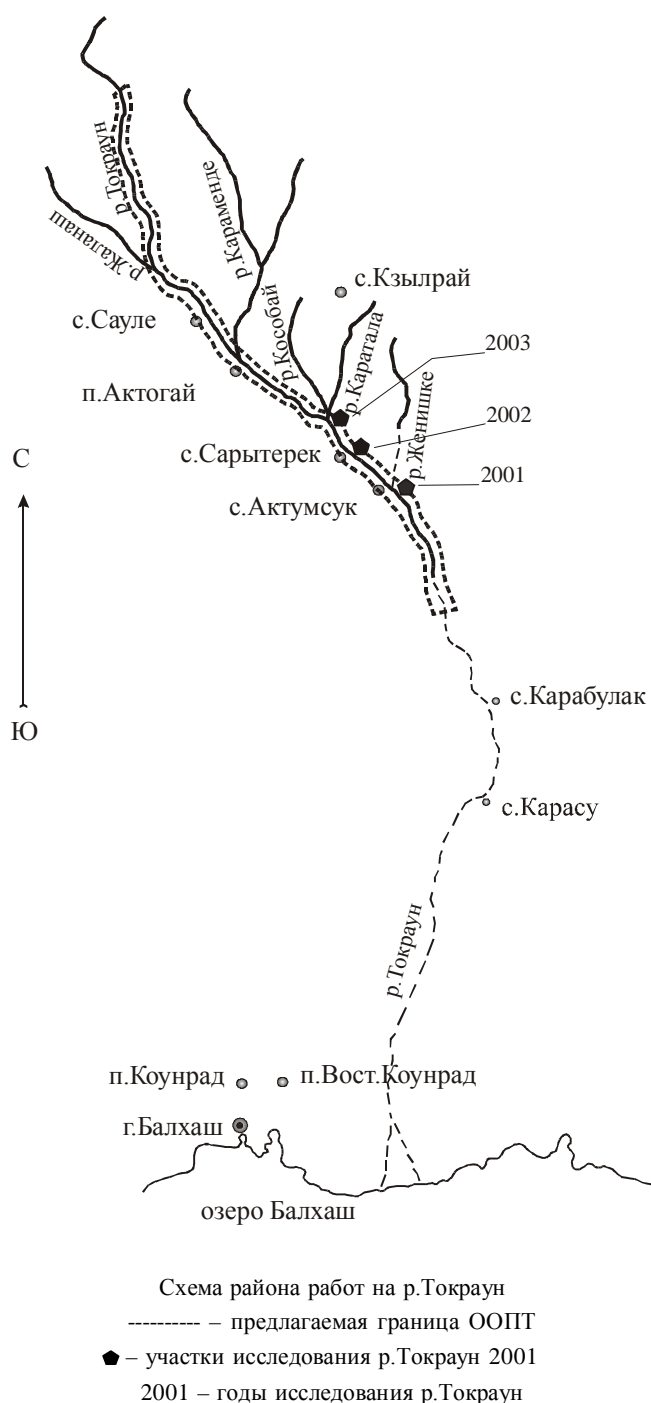 р.Токраун
р.Жаланаш
р.Караменде
с.Кзылрай
с.Сауле
р.Кособай
р.Каратала
2003
п.Актогай
р.Женишке
2002
С
с.Сарытерек
2001
с.Актумсук
с.Карабулак
Ю
с.Карасу
р.Токраун
п.Коунрад
п.Вост.Коунрад
г.Балхаш
озеро Балхаш
Схема района работ на р.Токраун
---------- – предлагаемая граница ООПТ
– участки исследования р.Токраун 2001
2001 – годы исследования р.Токраун